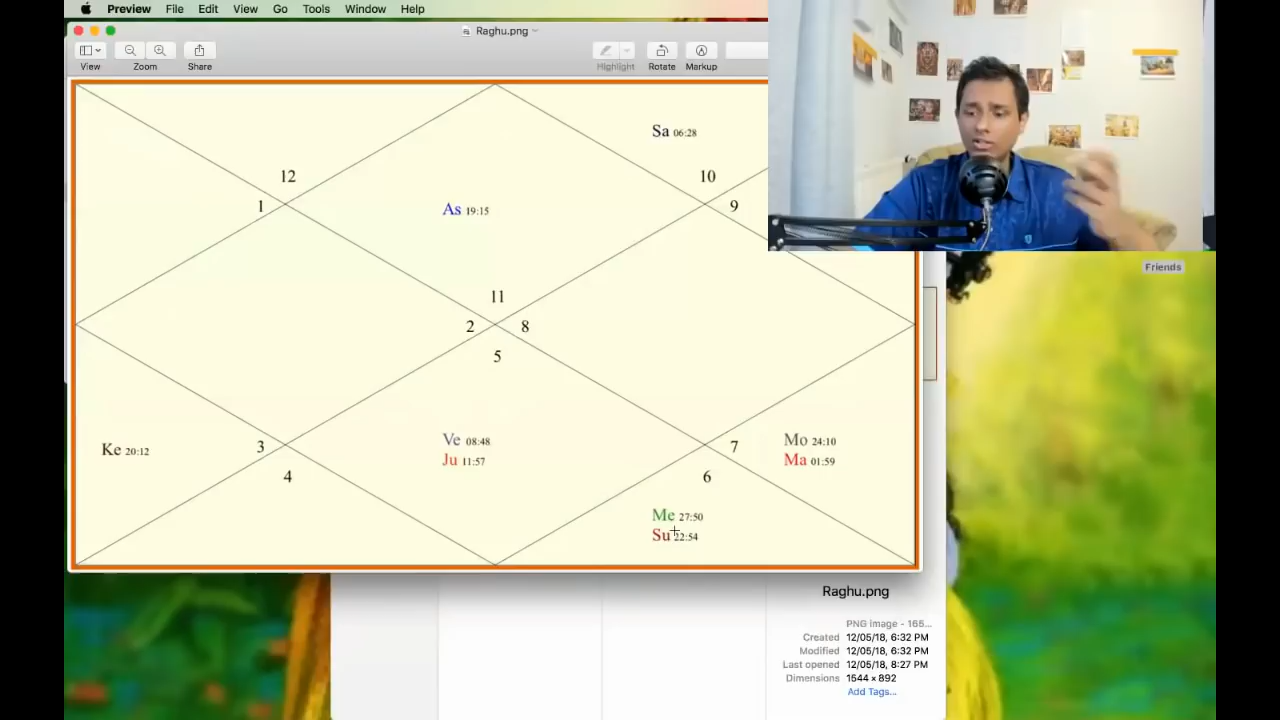 Preview File Edit View Go Tools Window Help
Raghu.png
View Zoom Share Highlight Rotate Markup
Sa 06:28
12 10
1 As 19:15 9
11
2 8
5
Ke 20:12 3 Ve 08:48 7 Mo 24:10
Ju 11:57 Ma 01:59
4 6
Me 27:50
Su 22:54
Friends
Raghu.png
PNG image - 165...
Created 12/05/18, 6:32 PM
Modified 12/05/18, 6:32 PM
Last opened 12/05/18, 8:27 PM
Dimensions 1544 × 892
Add Tags...